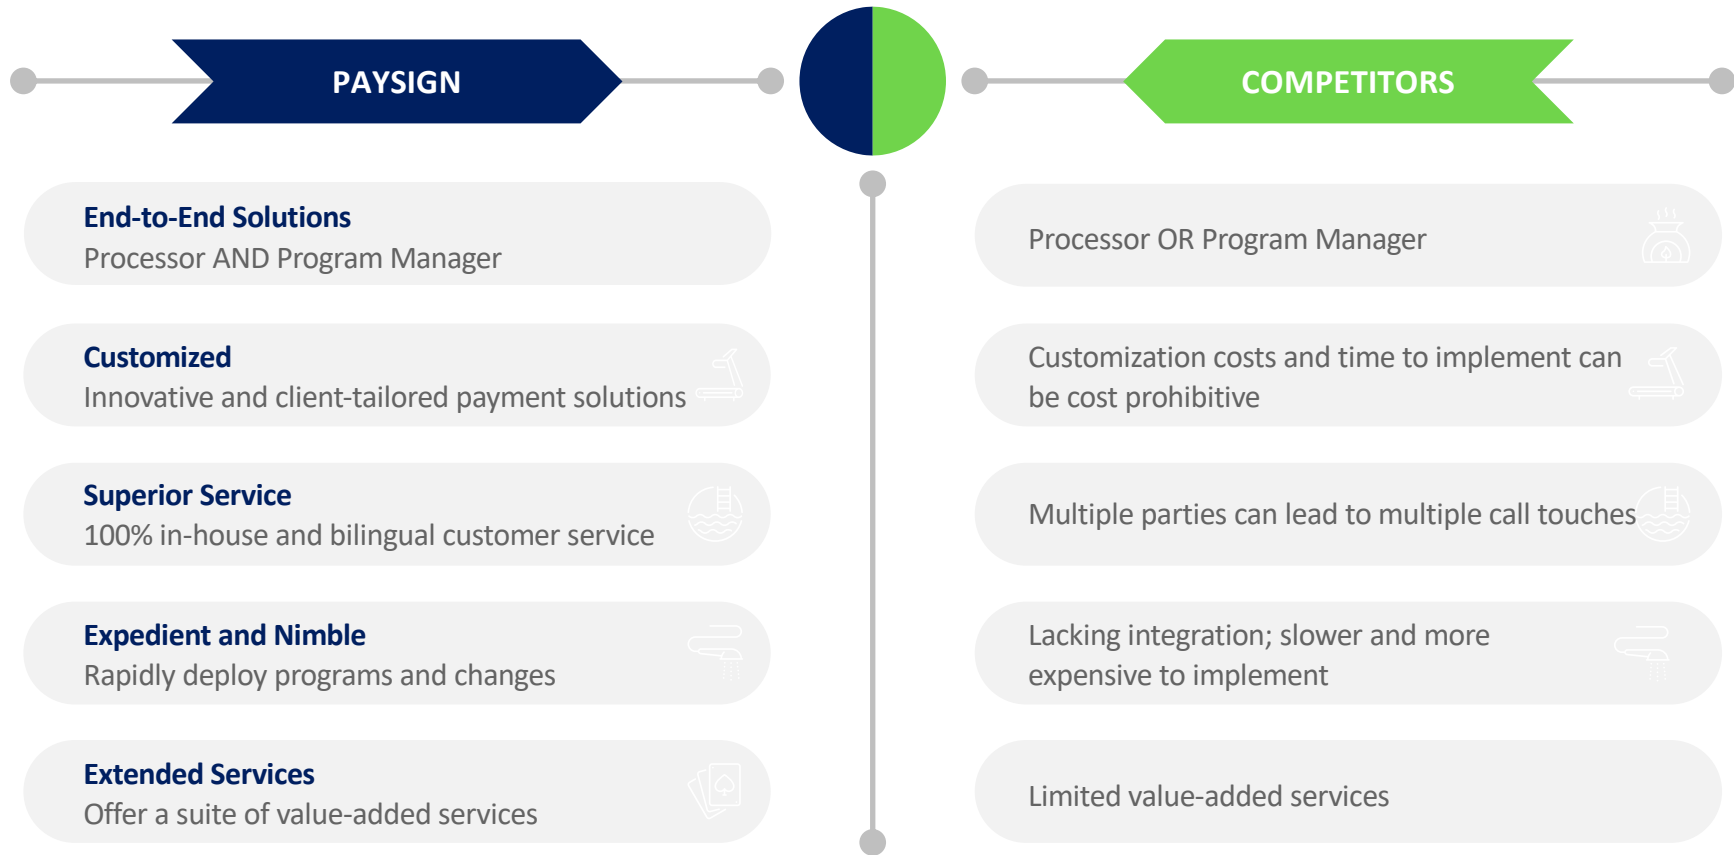 PAYSIGN
COMPETITORS
End-to-End Solutions
Processor AND Program Manager
Processor OR Program Manager
Customized
Innovative and client-tailored payment solutions
Customization costs and time to implement can
be cost prohibitive
Superior Service
100% in-house and bilingual customer service
Multiple parties can lead to multiple call touches
Expedient and Nimble
Rapidly deploy programs and changes
Lacking integration; slower and more
expensive to implement
Extended Services
Offer a suite of value-added services
Limited value-added services